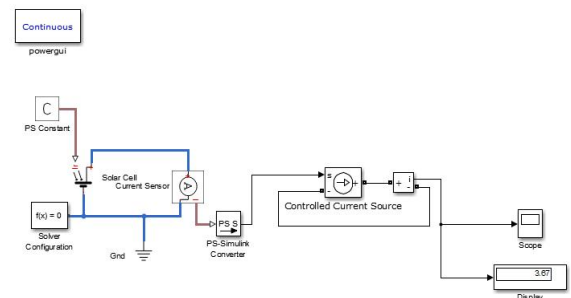 Continuous
powergui
C
PS Constant
Solar Cell
Current Sensor
A
f(x) = 0
Solver
Configuration
Gnd
PS S
PS-Simulink
Converter
s
-
Controlled Current Source
+
i
-
Scope
3.67
Display